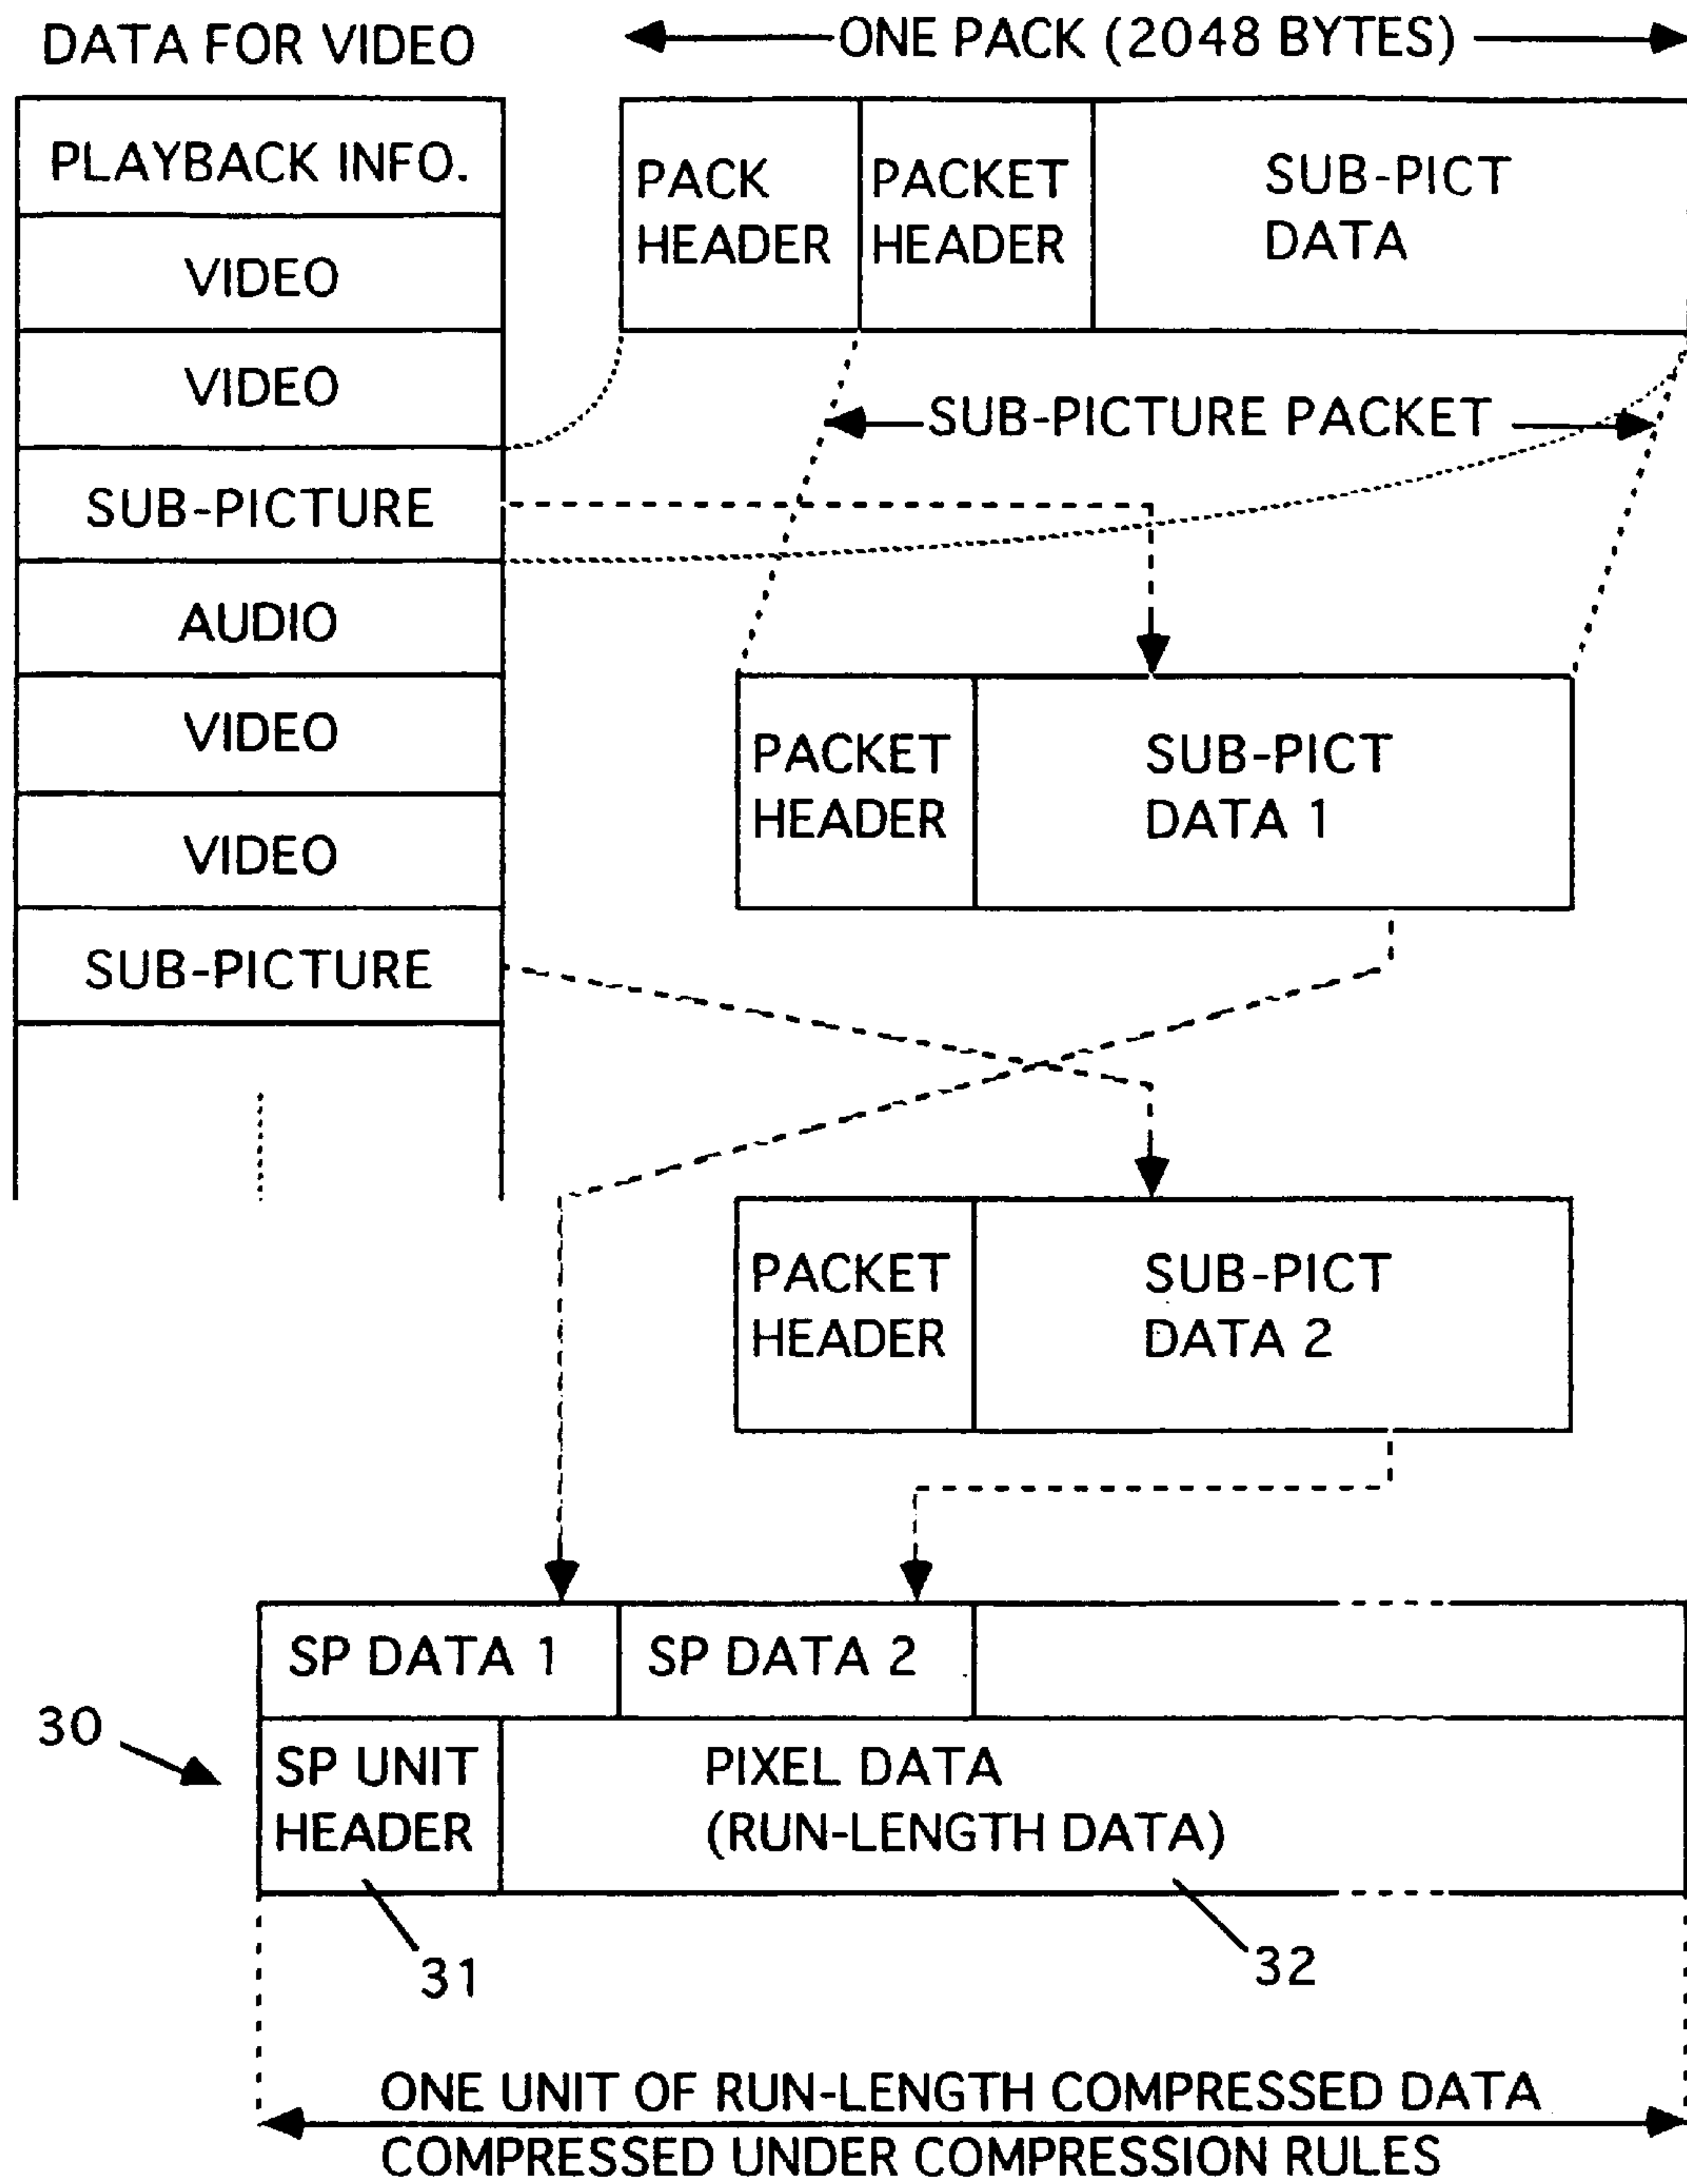 DATA FOR VIDEO
ONE PACK (2048 BYTES)
PLAYBACK INFO.
VIDEO
VIDEO
SUB-PICTURE
AUDIO
VIDEO
VIDEO
SUB-PICTURE
PACK
HEADER
PACKET
HEADER
SUB-PICT
DATA
SUB-PICTURE PACKET
PACKET
HEADER
SUB-PICT
DATA 1
PACKET
HEADER
SUB-PICT
DATA 2
SP DATA 1
SP DATA 2
30
SP UNIT
HEADER
PIXEL DATA
(RUN-LENGTH DATA)
31
32
ONE UNIT OF RUN-LENGTH COMPRESSED DATA
COMPRESSED UNDER COMPRESSION RULES